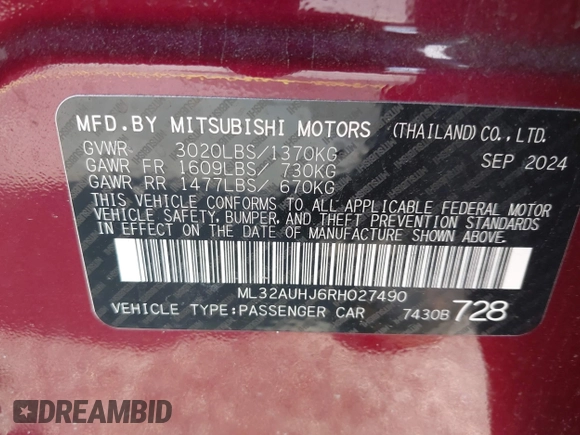 MFD.BY MITSUBISHI MOTORS (THAILAND)CO.,LTD.
GVWR 3020LBS/1370KG SEP 2024
GAWR FR 1609LBS/ 730KG
GAWR RR 1477LBS/ 670KG
THIS VEHICLE CONFORMS TO ALL APPLICABLE FEDERAL MOTOR
VEHICLE SAFETY, BUMPER, AND THEFT PREVENTION STANDARDS
IN EFFECT ON THE DATE OF MANUFACTURE SHOWN ABOVE.
ML32AUHJ6RH027490
VEHICLE TYPE:PASSENGER CAR 7430B 728
DREAMBID